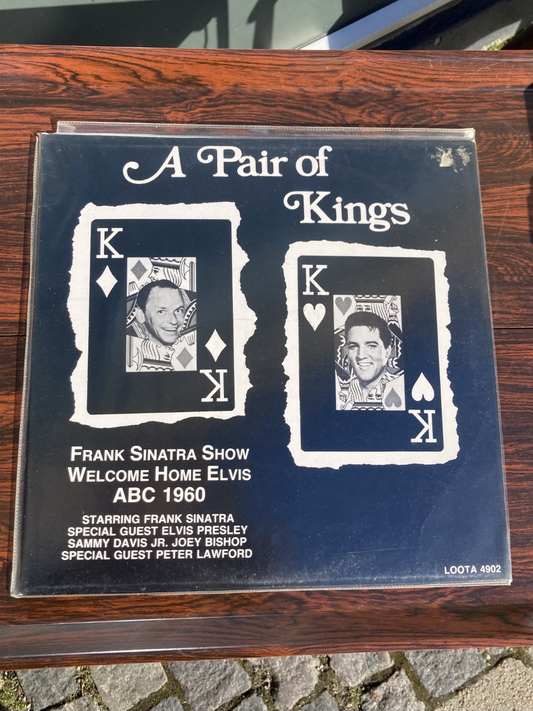 A Pair of
Kings
K
K
K
K
FRANK SINATRA SHOW
WELCOME HOME ELVIS
ABC 1960
STARRING FRANK SINATRA
SPECIAL GUEST ELVIS PRESLEY
SAMMY DAVIS JR. JOEY BISHOP
SPECIAL GUEST PETER LAWFORD
LOOTA 4902